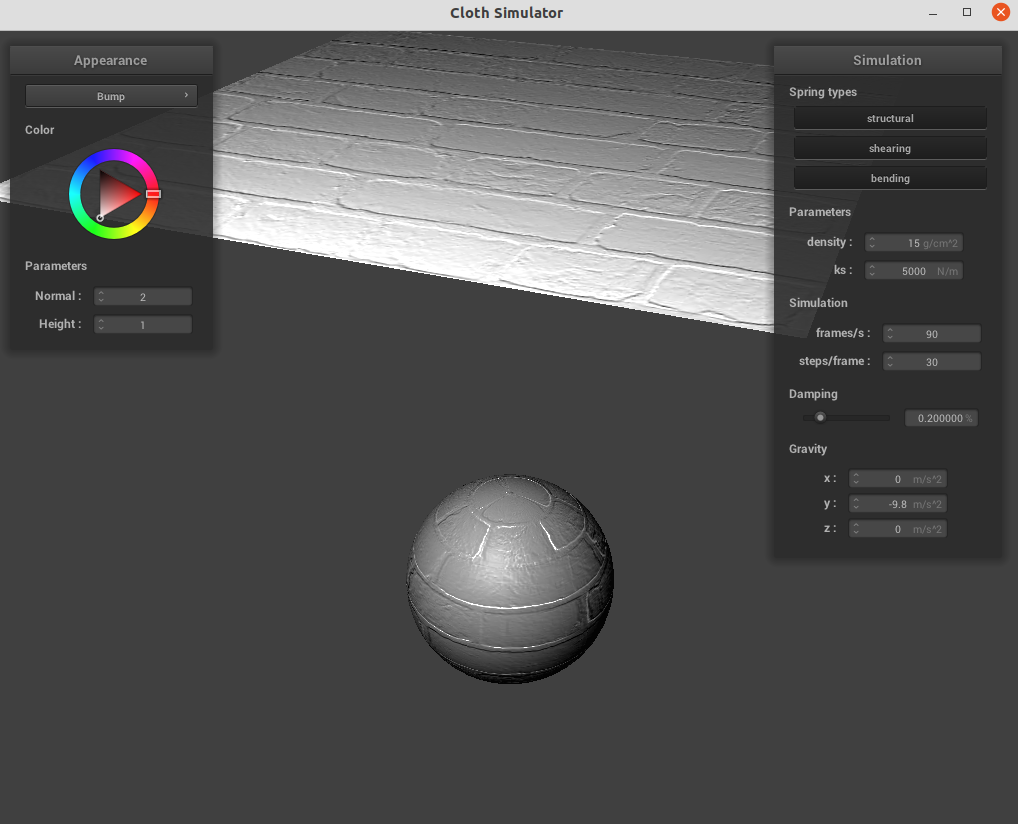 Cloth Simulator
Appearance
Bump
Color
Parameters
Normal : 2
Height : 1
Simulation
Spring types
structural
shearing
bending
Parameters
density : 15 g/cm^2
ks : 5000 N/m
Simulation
frames/s : 90
steps/frame : 30
Damping
0.200000 %
Gravity
x : 0 m/s^2
y : -9.8 m/s^2
z : 0 m/s^2